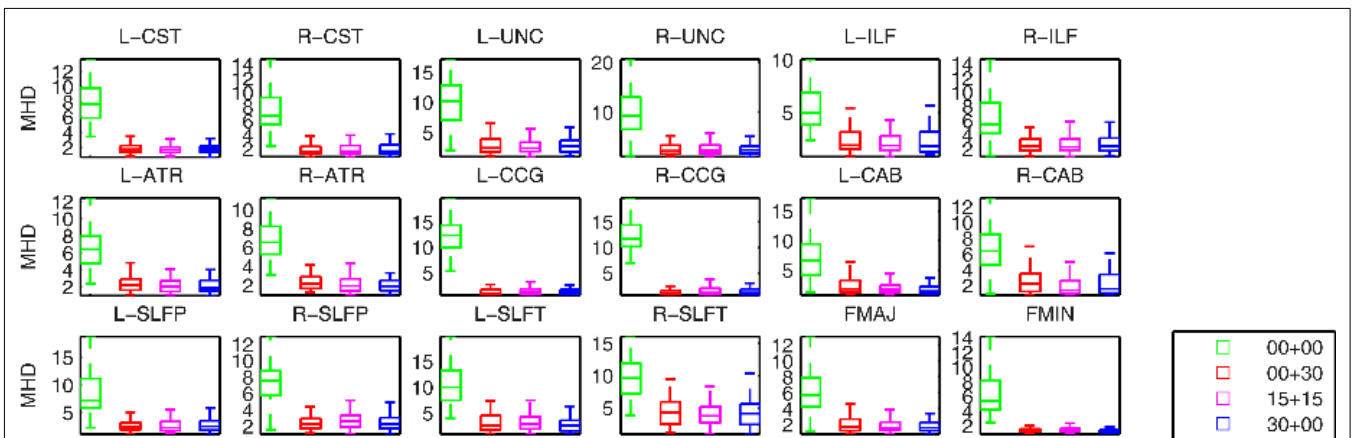 L−CST R−CST L−UNC R−UNC L−ILF R−ILF
MHD
12 10 8 6 4 2
14 12 10 8 6 4 2
15 10 5
20 10
10 5
14 12 10 8 6 4 2
L−ATR R−ATR L−CCG R−CCG L−CAB R−CAB
MHD
12 10 8 6 4 2
10 8 6 4 2
15 10 5
15 10 5
15 10 5
12 10 8 6 4 2
L−SLFP R−SLFP L−SLFT R−SLFT FMAJ FMIN
MHD
15 10 5
12 10 8 6 4 2
15 10 5
15 10 5
12 10 8 6 4 2
14 12 10 8 6 4 2
00+00
00+30
15+15
30+00